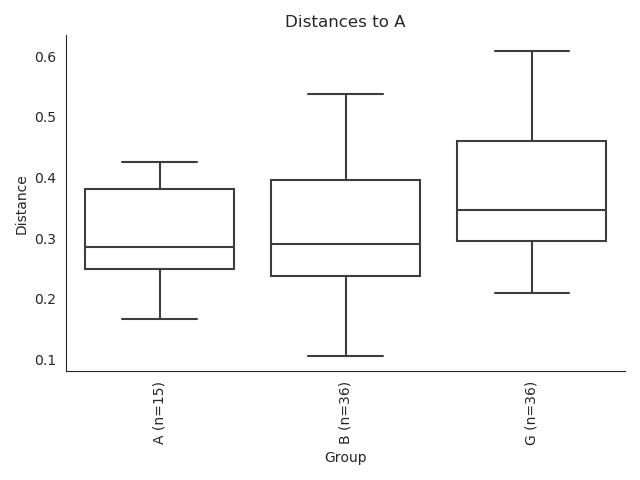 Distances to A
Distance
0.6
0.5
0.4
0.3
0.2
0.1
A (n=15)
B (n=36)
G (n=36)
Group